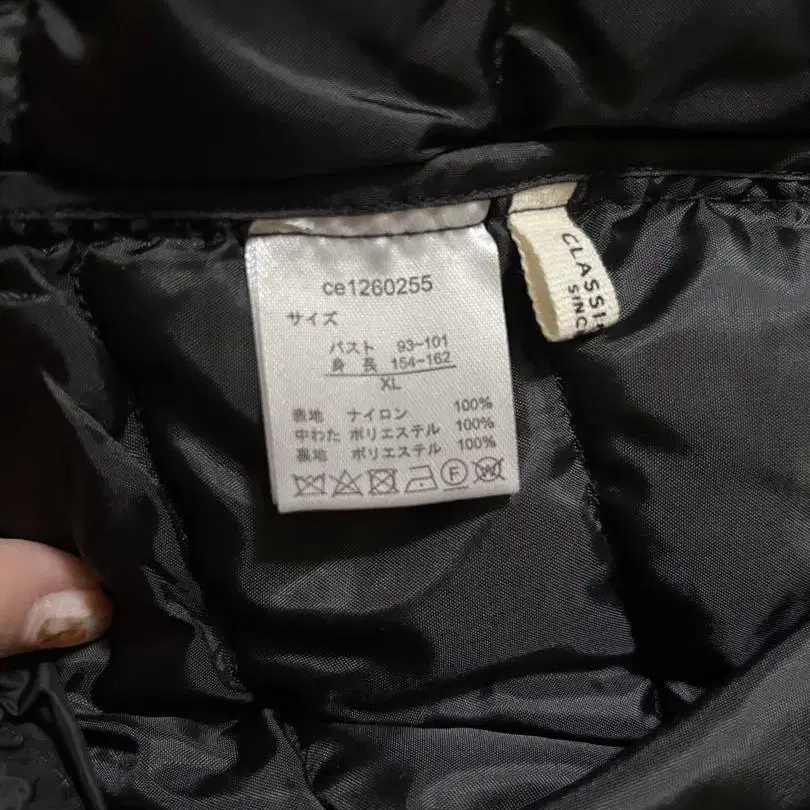 ce1260255
サイズ
バスト 93-101
身長 154-162
XL
表地 ナイロン 100%
中わた ポリエステル 100%
裏地 ポリエステル 100%
F
W
CLASSI
SINC